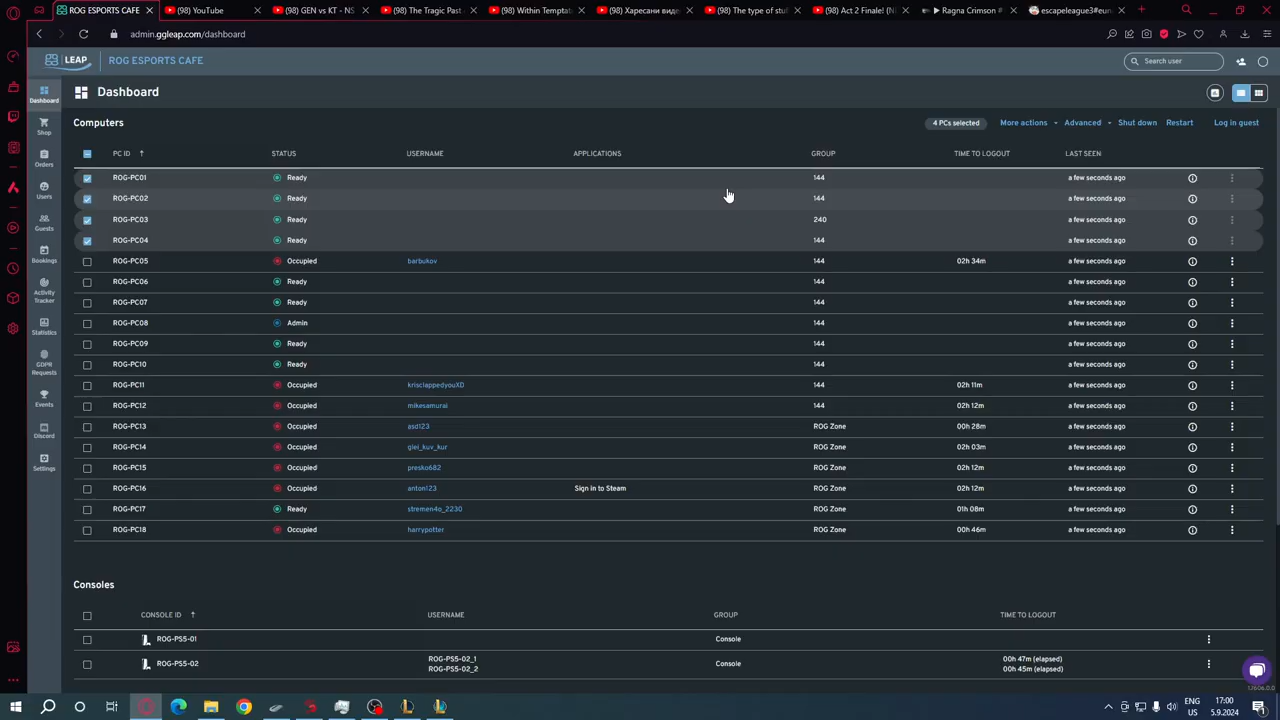 ROG ESPORTS CAFE
(98) YouTube
(98) GEN vs KT - NS
(98) The Tragic Past
(98) Within Temptat
(98) Харесани виде
(98) The type of stu
(98) Act 2 Finale! (N
Ragna Crimson #
escapeleague3#eun
admin.ggleap.com/dashboard
LEAP
ROG ESPORTS CAFE
Search user
Dashboard
Dashboard
Shop
Orders
Users
Guests
Bookings
Activity
Tracker
Statistics
GDPR
Requests
Events
Discord
Settings
Computers
4 PCs selected
More actions
Advanced
Shut down
Restart
Log in guest
PC ID STATUS USERNAME APPLICATIONS GROUP TIME TO LOGOUT LAST SEEN
ROG-PC01 Ready 144 a few seconds ago
ROG-PC02 Ready 144 a few seconds ago
ROG-PC03 Ready 240 a few seconds ago
ROG-PC04 Ready 144 a few seconds ago
ROG-PC05 Occupied barbukov 144 02h 34m a few seconds ago
ROG-PC06 Ready 144 a few seconds ago
ROG-PC07 Ready 144 a few seconds ago
ROG-PC08 Admin 144 a few seconds ago
ROG-PC09 Ready 144 a few seconds ago
ROG-PC10 Ready 144 a few seconds ago
ROG-PC11 Occupied krisclappedyouXD 144 02h 11m a few seconds ago
ROG-PC12 Occupied mikesamurai 144 02h 12m a few seconds ago
ROG-PC13 Occupied asd123 ROG Zone 00h 28m a few seconds ago
ROG-PC14 Occupied glei_kuv_kur ROG Zone 02h 03m a few seconds ago
ROG-PC15 Occupied presko682 ROG Zone 02h 12m a few seconds ago
ROG-PC16 Occupied anton123 Sign in to Steam ROG Zone 02h 12m a few seconds ago
ROG-PC17 Ready stremen4o_2230 ROG Zone 01h 08m a few seconds ago
ROG-PC18 Occupied harrypotter ROG Zone 00h 46m a few seconds ago
Consoles
CONSOLE ID USERNAME GROUP TIME TO LOGOUT
ROG-PS5-01 Console
ROG-PS5-02 ROG-PS5-02_1 Console 00h 47m (elapsed)
ROG-PS5-02_2 00h 45m (elapsed)
13606.0.0
ENG
17:00
5.9.2024